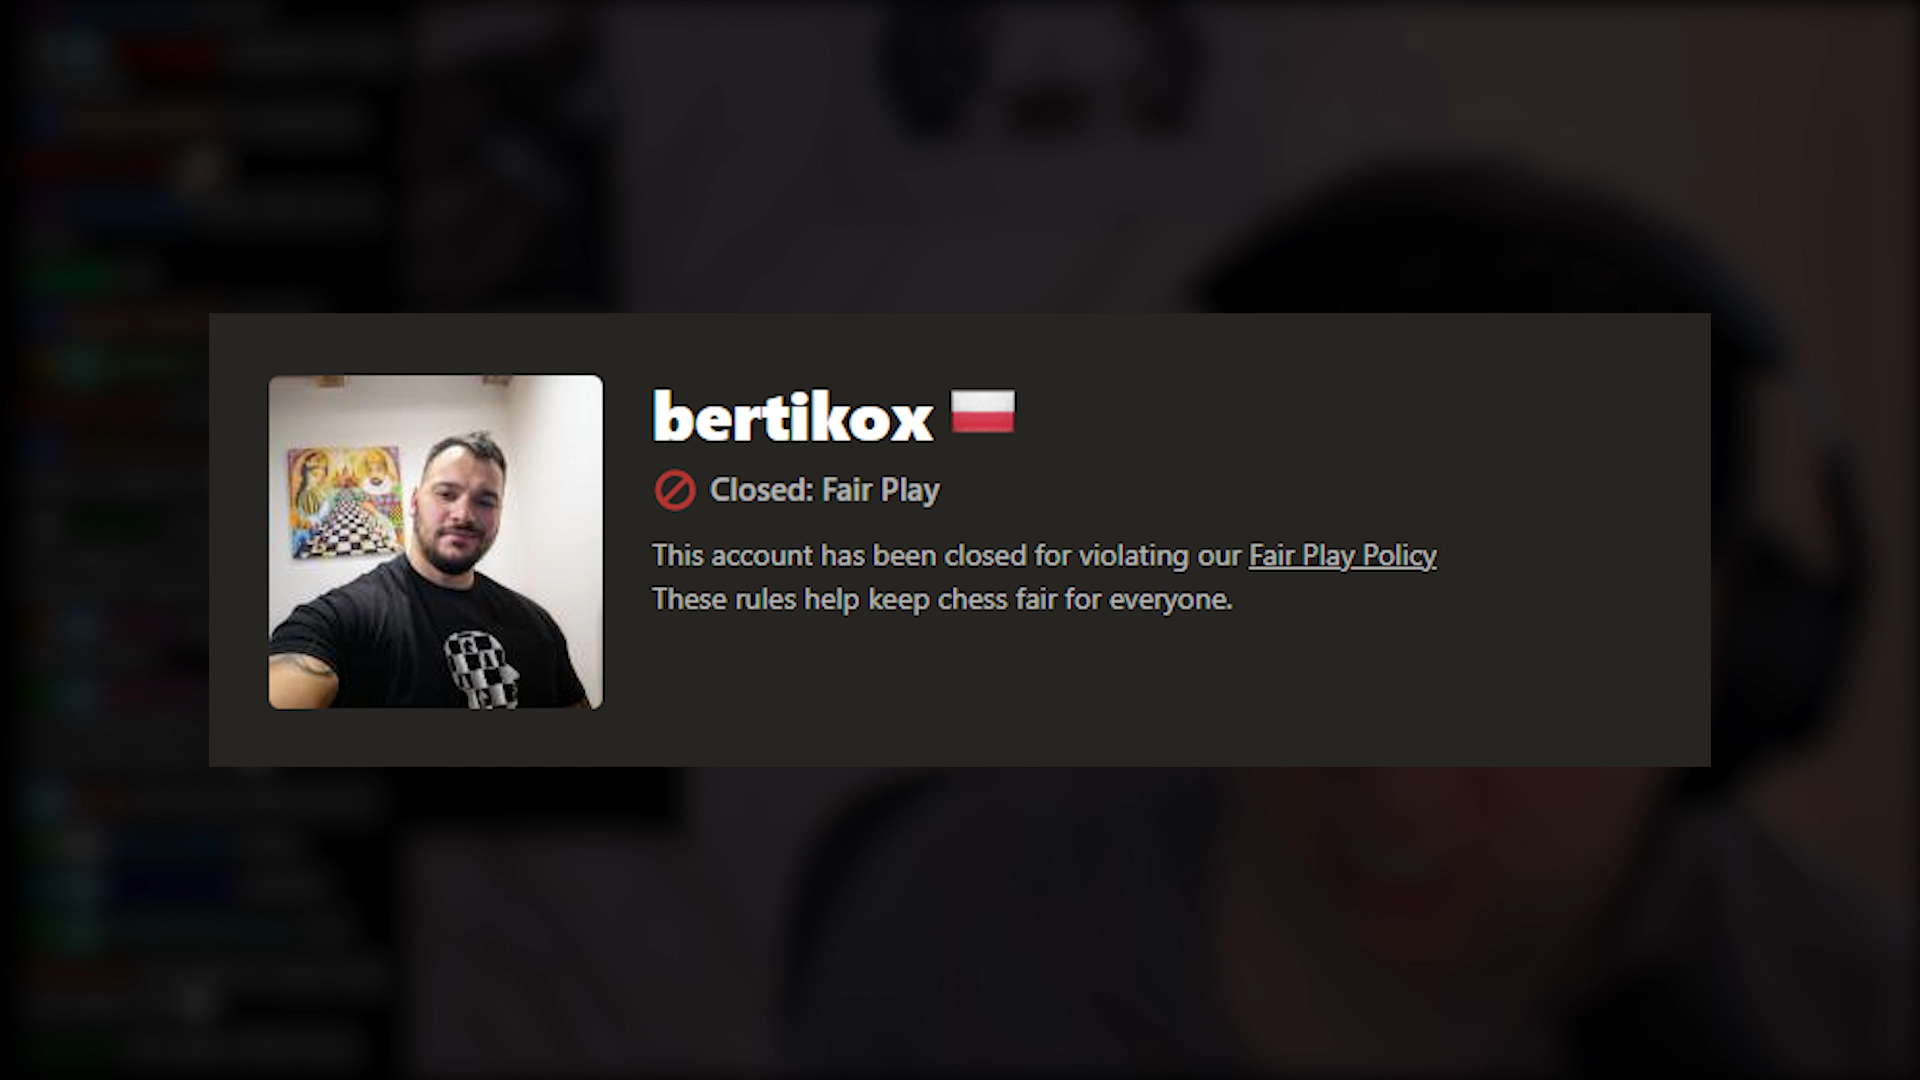 bertikox
Closed: Fair Play
This account has been closed for violating our Fair Play Policy
These rules help keep chess fair for everyone.